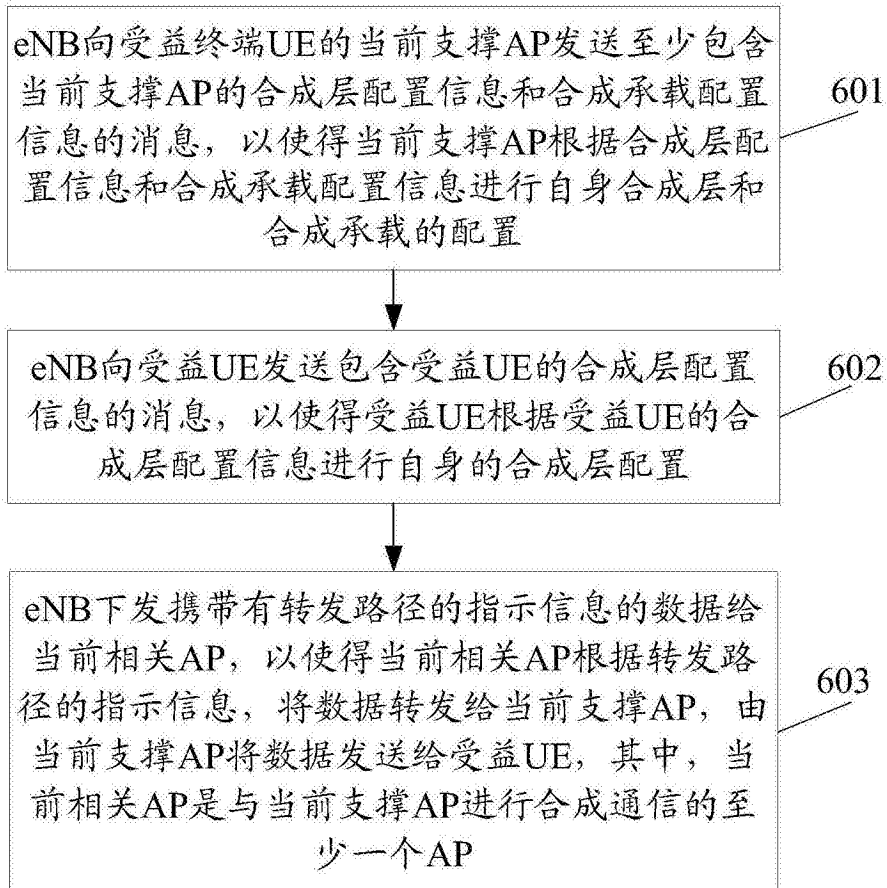 eNB向受益终端UE的当前支撑AP发送至少包含
当前支撑AP的合成层配置信息和合成承载配置
信息的消息，以使得当前支撑AP根据合成层配
置信息和合成承载配置信息进行自身合成层和
合成承载的配置
601
eNB向受益UE发送包含受益UE的合成层配置
信息的消息，以使得受益UE根据受益UE的合
成层配置信息进行自身的合成层配置
602
eNB下发携带有转发路径的指示信息的数据给
当前相关AP，以使得当前相关AP根据转发路
径的指示信息，将数据转发给当前支撑AP，由
当前支撑AP将数据发送给受益UE，其中，当
前相关AP是与当前支撑AP进行合成通信的至
少一个AP
603